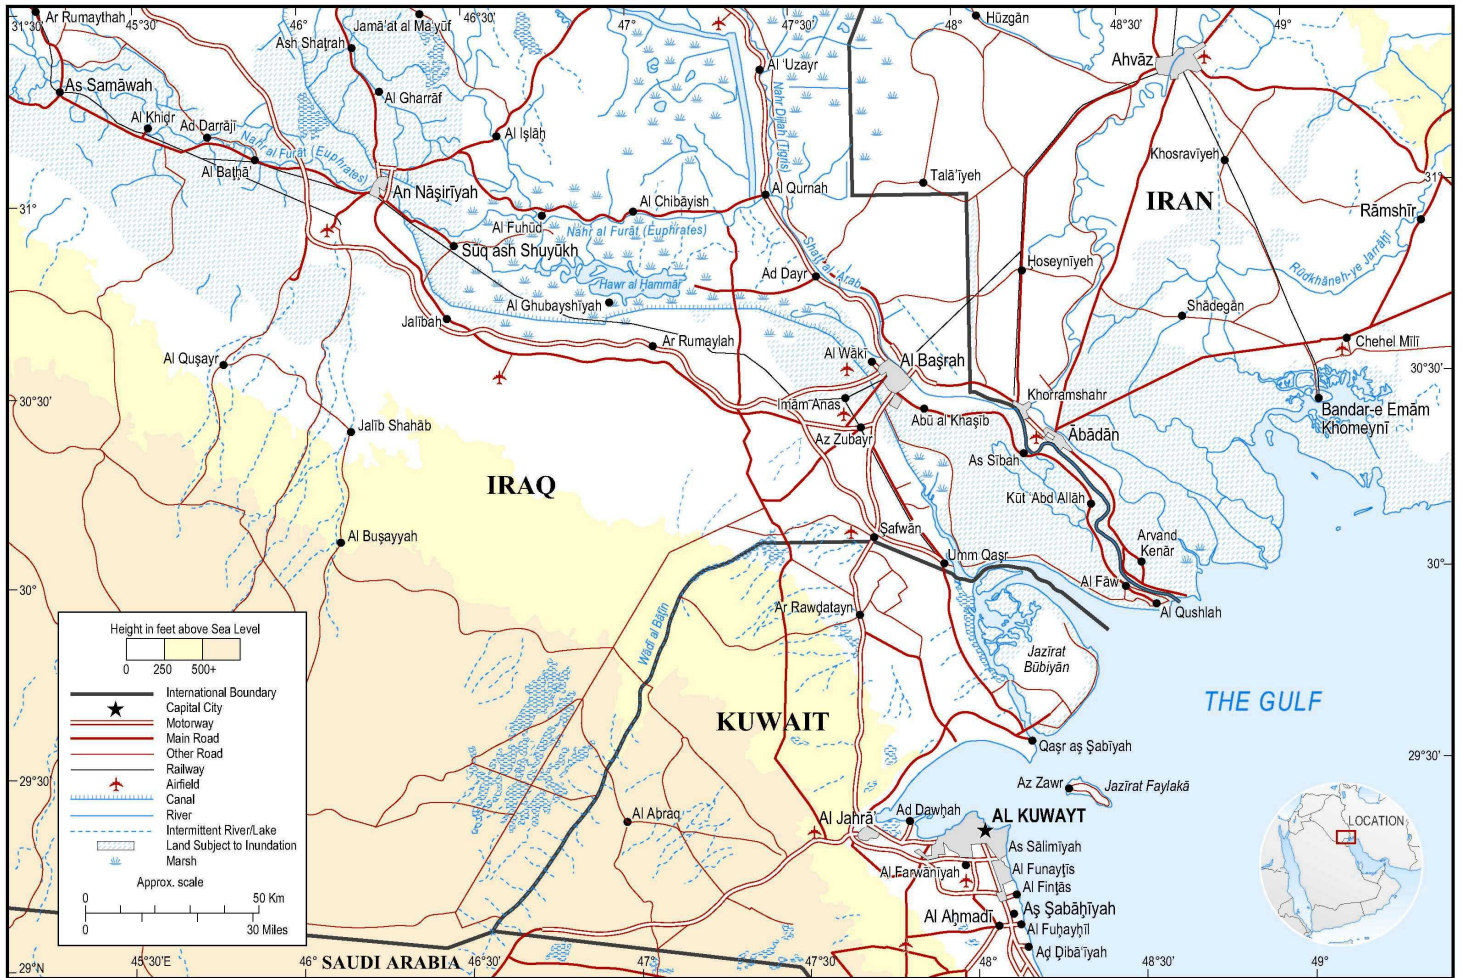 31°30'
45°30'
46°
46°30'
47°
47°30'
48°
48°30'
49°
Ar Rumaythah
Jamā'at al Ma'yūf
Hūzgān
Ash Shaṭrah
Al 'Uzayr
Ahvāz
As Samāwah
Al Gharrāf
Al Khiḍr
Ad Darrājī
Al Iṣlāḥ
Nahr Dijlah (Tigris)
Nahr al Furāt (Euphrates)
Al Baṭḥā'
Khosravīyeh
31°
An Nāṣirīyah
Talā'īyeh
Al Qurnah
IRAN
31°
Al Chibāyish
Rāmshīr
Al Fuhūd
Nahr al Furāt (Euphrates)
Sūq ash Shuyūkh
Shaṭṭ al-Arab
Ḥoseynīyeh
Rūdkhāneh-ye Jarrāḥī
Ad Dayr
Hawr al Ḥammār
Al Ghubayshīyah
Shādegān
Jalībah
Ar Rumaylah
Al Wākī
Al Baṣrah
Chehel Mīlī
Al Quşayr
30°30'
30°30'
Imām Anas
Khorramshahr
Bandar-e Emām
Khomeynī
Abū al Khaṣīb
Jalīb Shahāb
Az Zubayr
Ābādān
As Sībah
IRAQ
Kūt 'Abd Allāh
Safwān
Al Buṣayyah
Arvand
Kenār
Umm Qaṣr
30°
30°
Al Fāw
Ar Rawḍatayn
Al Qushlah
Wādī al Bāṭin
Jazīrat
Būbiyān
THE GULF
KUWAIT
Qaṣr aṣ Ṣabīyah
29°30'
29°30'
Az Zawr
Jazīrat Faylakā
Al Abraq
Al Jahrā'
Ad Dawḥah
AL KUWAYT
As Sālimīyah
Al Farwānīyah
Al Funayṭīs
Al Finṭās
Aṣ Ṣabāḥīyah
Al Aḥmadī
Al Fuḥayḥīl
Aḍ Ḍibā'īyah
SAUDI ARABIA
29°N
45°30'E
46°
46°30'
47°
47°30'
48°
48°30'
49°
Height in feet above Sea Level
0 250 500+
International Boundary
Capital City
Motorway
Main Road
Other Road
Railway
Airfield
Canal
River
Intermittent River/Lake
Land Subject to Inundation
Marsh
Approx. scale
0 50 Km
0 30 Miles
LOCATION